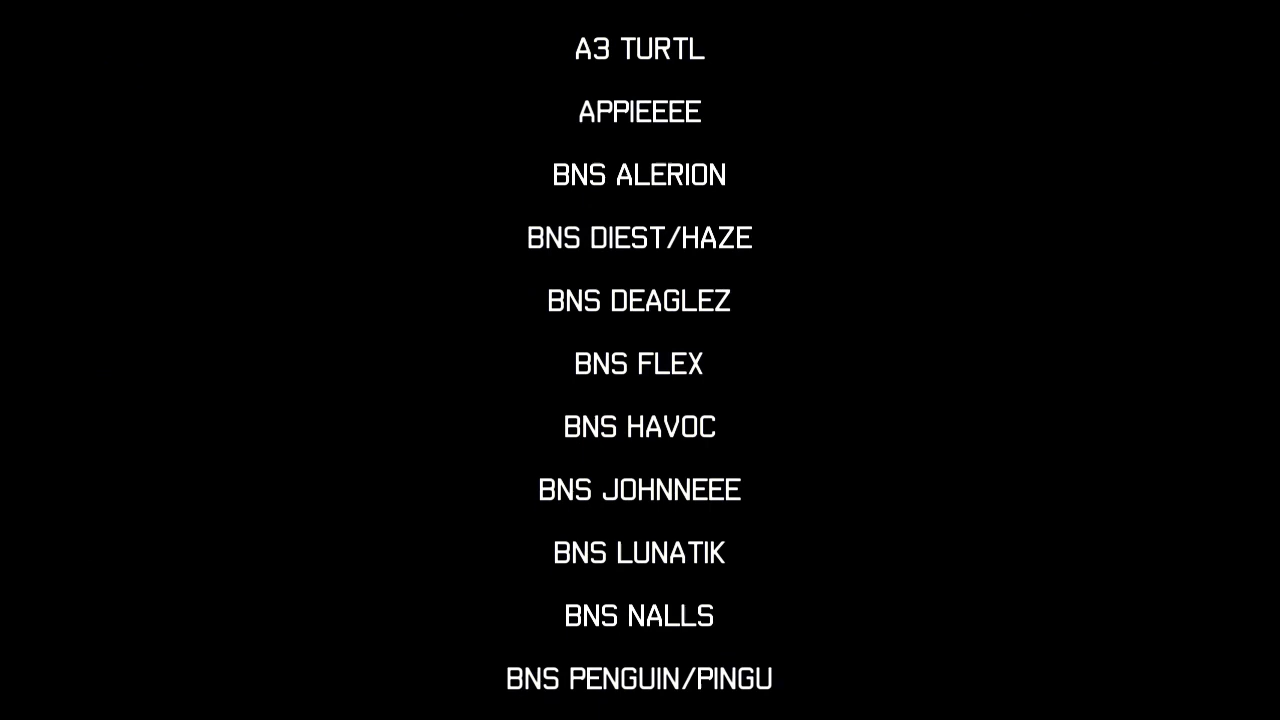 A3 TURTL
APPIEEEE
BNS ALERION
BNS DIEST/HAZE
BNS DEAGLEZ
BNS FLEX
BNS HAVOC
BNS JOHNNEEE
BNS LUNATIK
BNS NALLS
BNS PENGUIN/PINGU